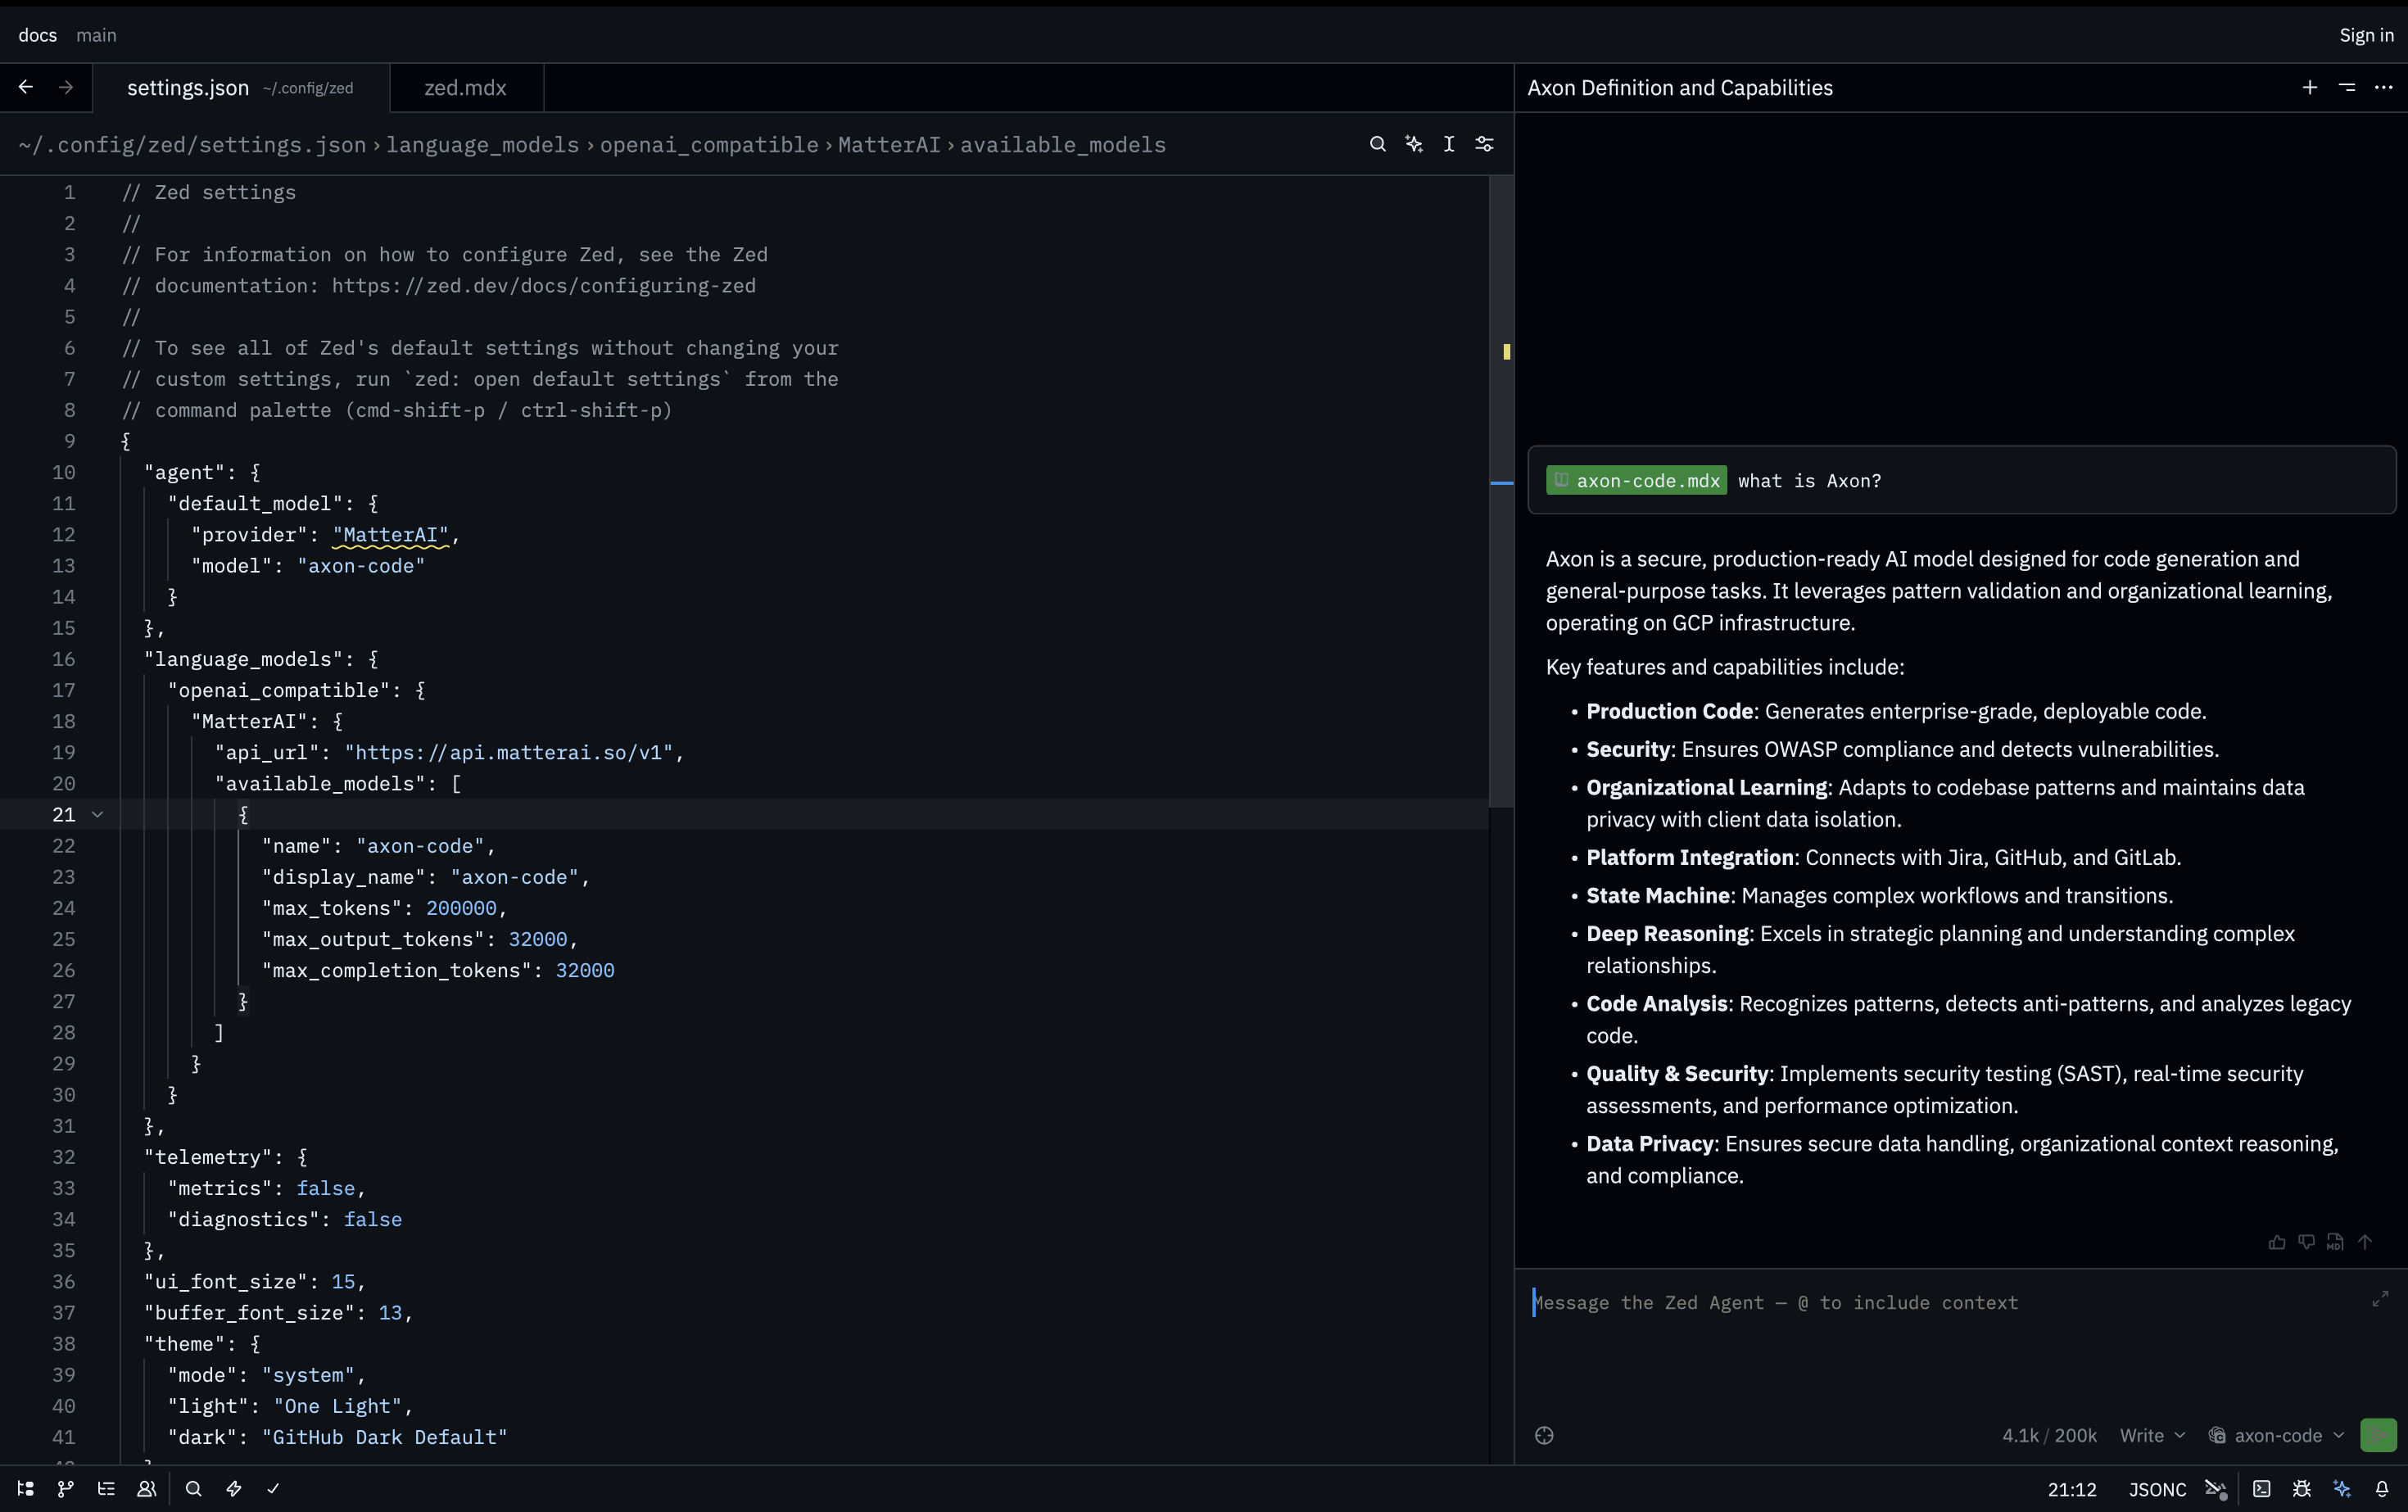 docs main
Sign in
settings.json ~/.config/zed
zed.mdx
~/.config/zed/settings.json › language_models › openai_compatible › MatterAI › available_models
1 // Zed settings
2 //
3 // For information on how to configure Zed, see the Zed
4 // documentation: https://zed.dev/docs/configuring-zed
5 //
6 // To see all of Zed's default settings without changing your
7 // custom settings, run `zed: open default settings` from the
8 // command palette (cmd-shift-p / ctrl-shift-p)
9 {
10 "agent": {
11 "default_model": {
12 "provider": "MatterAI",
13 "model": "axon-code"
14 }
15 },
16 "language_models": {
17 "openai_compatible": {
18 "MatterAI": {
19 "api_url": "https://api.matterai.so/v1",
20 "available_models": [
21 {
22 "name": "axon-code",
23 "display_name": "axon-code",
24 "max_tokens": 200000,
25 "max_output_tokens": 32000,
26 "max_completion_tokens": 32000
27 }
28 ]
29 }
30 }
31 },
32 "telemetry": {
33 "metrics": false,
34 "diagnostics": false
35 },
36 "ui_font_size": 15,
37 "buffer_font_size": 13,
38 "theme": {
39 "mode": "system",
40 "light": "One Light",
41 "dark": "GitHub Dark Default"
Axon Definition and Capabilities
axon-code.mdx what is Axon?
Axon is a secure, production-ready AI model designed for code generation and
general-purpose tasks. It leverages pattern validation and organizational learning,
operating on GCP infrastructure.
Key features and capabilities include:
• Production Code: Generates enterprise-grade, deployable code.
• Security: Ensures OWASP compliance and detects vulnerabilities.
• Organizational Learning: Adapts to codebase patterns and maintains data
privacy with client data isolation.
• Platform Integration: Connects with Jira, GitHub, and GitLab.
• State Machine: Manages complex workflows and transitions.
• Deep Reasoning: Excels in strategic planning and understanding complex
relationships.
• Code Analysis: Recognizes patterns, detects anti-patterns, and analyzes legacy
code.
• Quality & Security: Implements security testing (SAST), real-time security
assessments, and performance optimization.
• Data Privacy: Ensures secure data handling, organizational context reasoning,
and compliance.
Message the Zed Agent — @ to include context
4.1k / 200k Write axon-code
21:12 JSONC